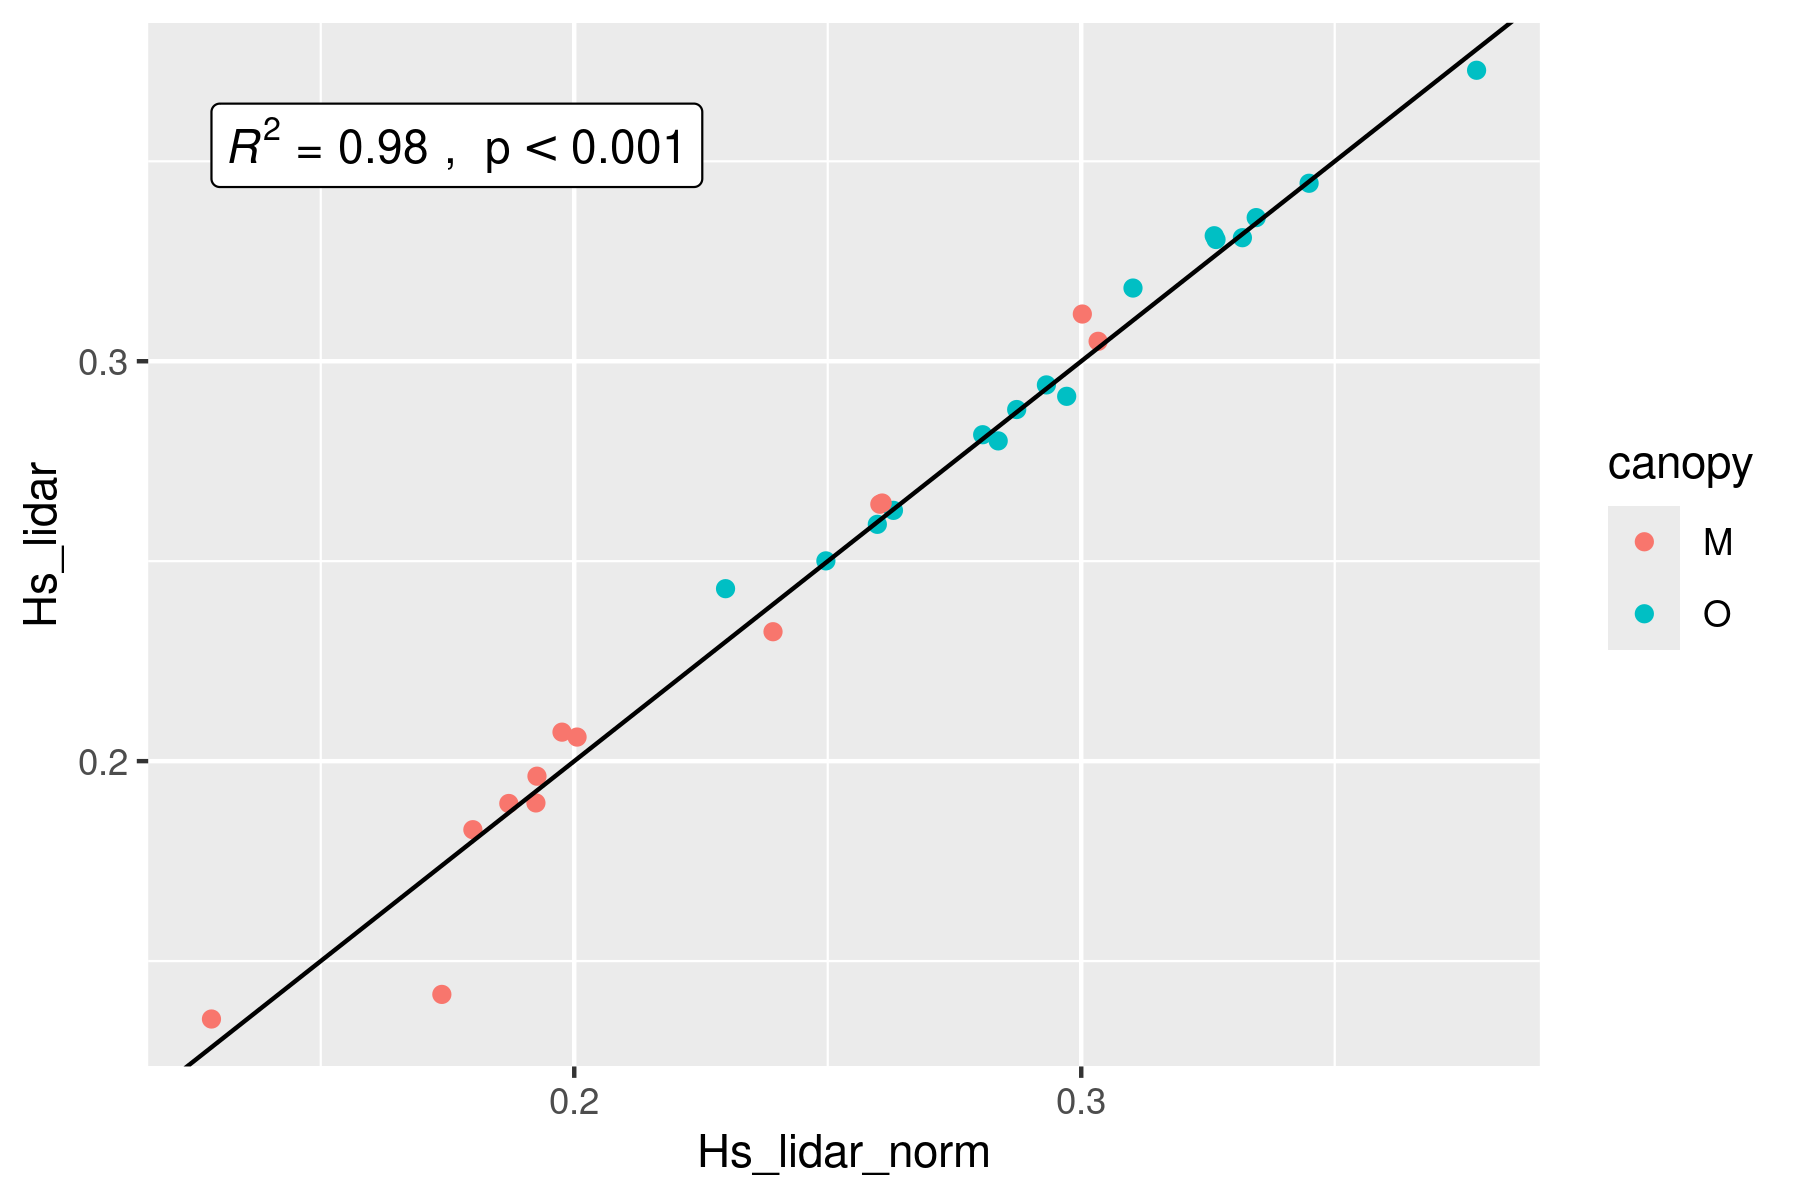 R² = 0.98 , p < 0.001
0.3
0.2
Hs_lidar
0.2 0.3
Hs_lidar_norm
canopy
M
O